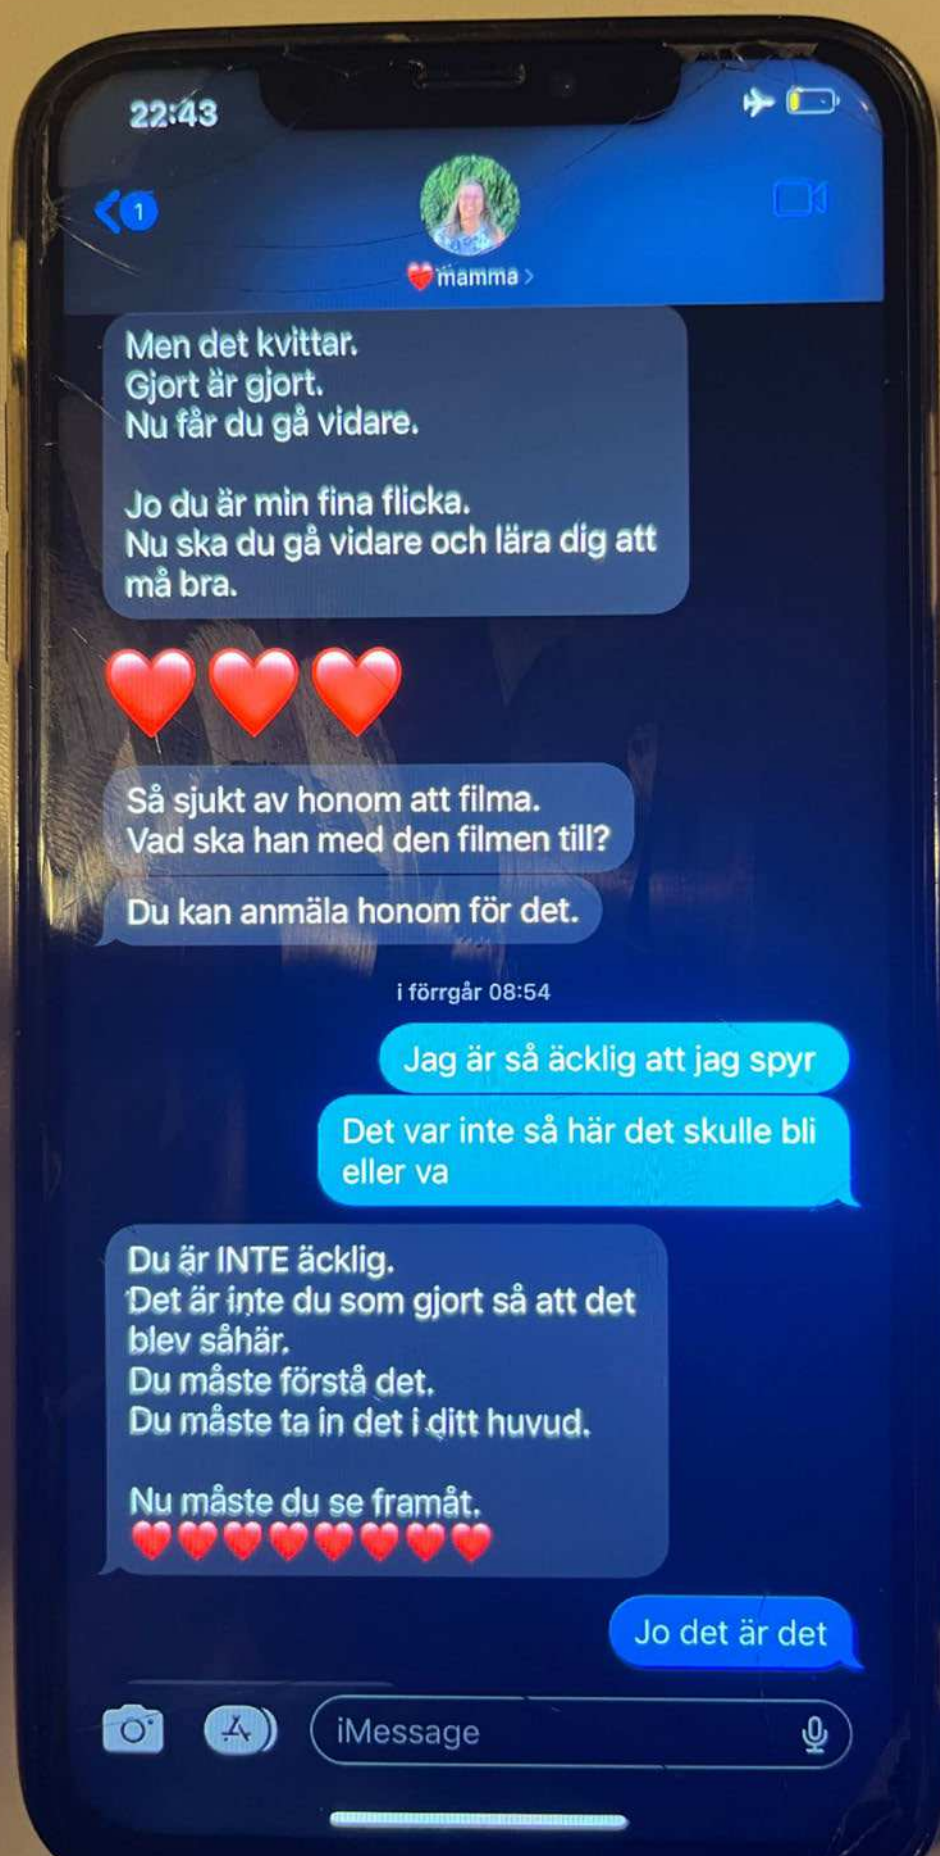 22:43
1
❤️mamma >
Men det kvittar.
Gjort är gjort.
Nu får du gå vidare.
Jo du är min fina flicka.
Nu ska du gå vidare och lära dig att
må bra.
❤️❤️❤️
Så sjukt av honom att filma.
Vad ska han med den filmen till?
Du kan anmäla honom för det.
i förrgår 08:54
Jag är så äcklig att jag spyr
Det var inte så här det skulle bli
eller va
Du är INTE äcklig.
Det är inte du som gjort så att det
blev såhär.
Du måste förstå det.
Du måste ta in det i ditt huvud.
Nu måste du se framåt.
❤️❤️❤️❤️❤️❤️❤️❤️
Jo det är det
iMessage